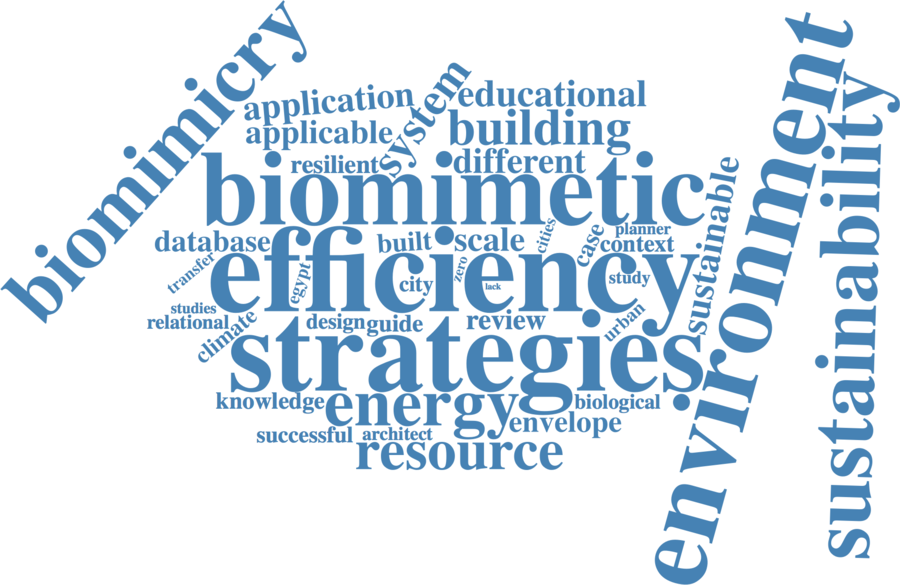 biomimicry
application
system
educational
applicable
building
resilient
different
environment
sustainability
biomimetic
sustainable
database
built
scale
cities
case
planner
context
transfer
efficiency
egypt
city
zero
lack
study
studies
relational
climate
design
guide
review
urban
strategies
knowledge
energy
biological
envelope
successful
architect
resource